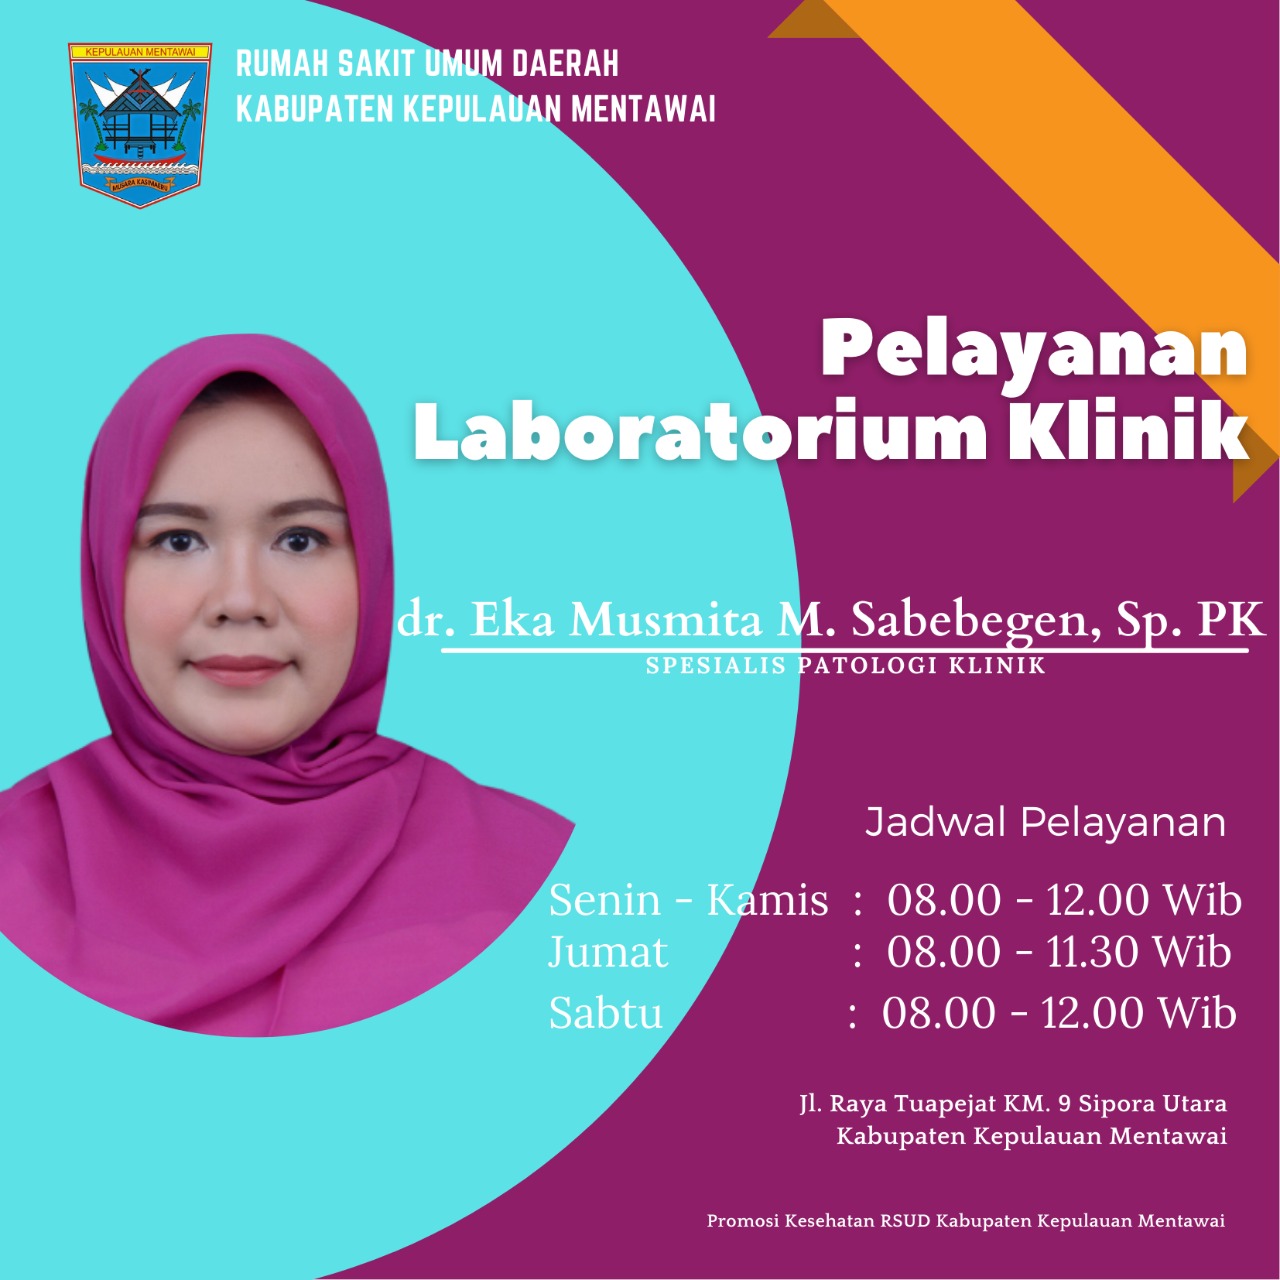 KEPULAUAN MENTAWAI
RUMAH SAKIT UMUM DAERAH
KABUPATEN KEPULAUAN MENTAWAI
Pelayanan
Laboratorium Klinik
dr. Eka Musmita M. Sabebegen, Sp. PK
SPESIALIS PATOLOGI KLINIK
Jadwal Pelayanan
Senin - Kamis : 08.00 - 12.00 Wib
Jumat : 08.00 - 11.30 Wib
Sabtu : 08.00 - 12.00 Wib
Jl. Raya Tuapejat KM. 9 Sipora Utara
Kabupaten Kepulauan Mentawai
Promosi Kesehatan RSUD Kabupaten Kepulauan Mentawai